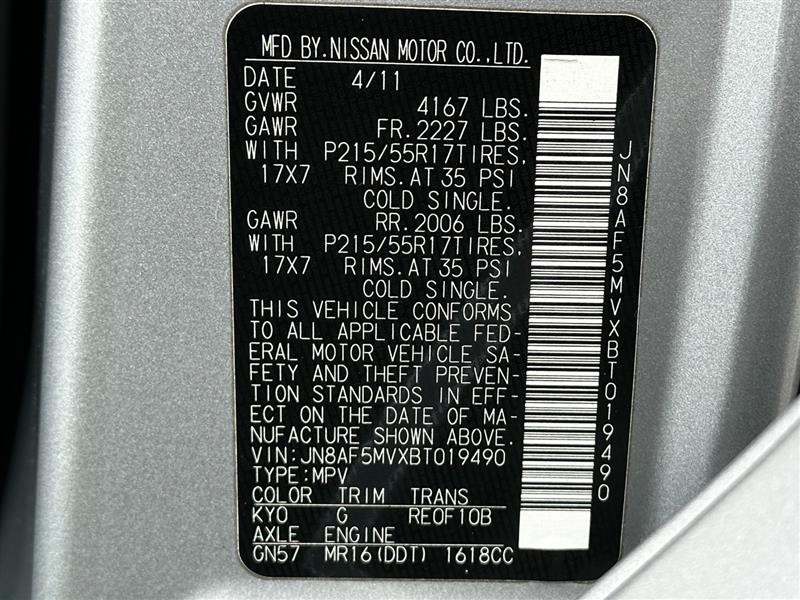 MFD BY.NISSAN MOTOR CO.,LTD.
DATE 4/11
GVWR 4167 LBS.
GAWR FR.2227 LBS.
WITH P215/55R17TIRES,
17X7 RIMS.AT 35 PSI
COLD SINGLE.
GAWR RR.2006 LBS.
WITH P215/55R17TIRES,
17X7 RIMS.AT 35 PSI
COLD SINGLE.
THIS VEHICLE CONFORMS
TO ALL APPLICABLE FED-
ERAL MOTOR VEHICLE SA-
FETY AND THEFT PREVEN-
TION STANDARDS IN EFF-
ECT ON THE DATE OF MA-
NUFACTURE SHOWN ABOVE.
VIN:JN8AF5MVXBT019490
TYPE:MPV
COLOR TRIM TRANS
KY0 G RE0F10B
AXLE ENGINE
GN57 MR16(DDT) 1618CC
JN8AF5MVXBT019490